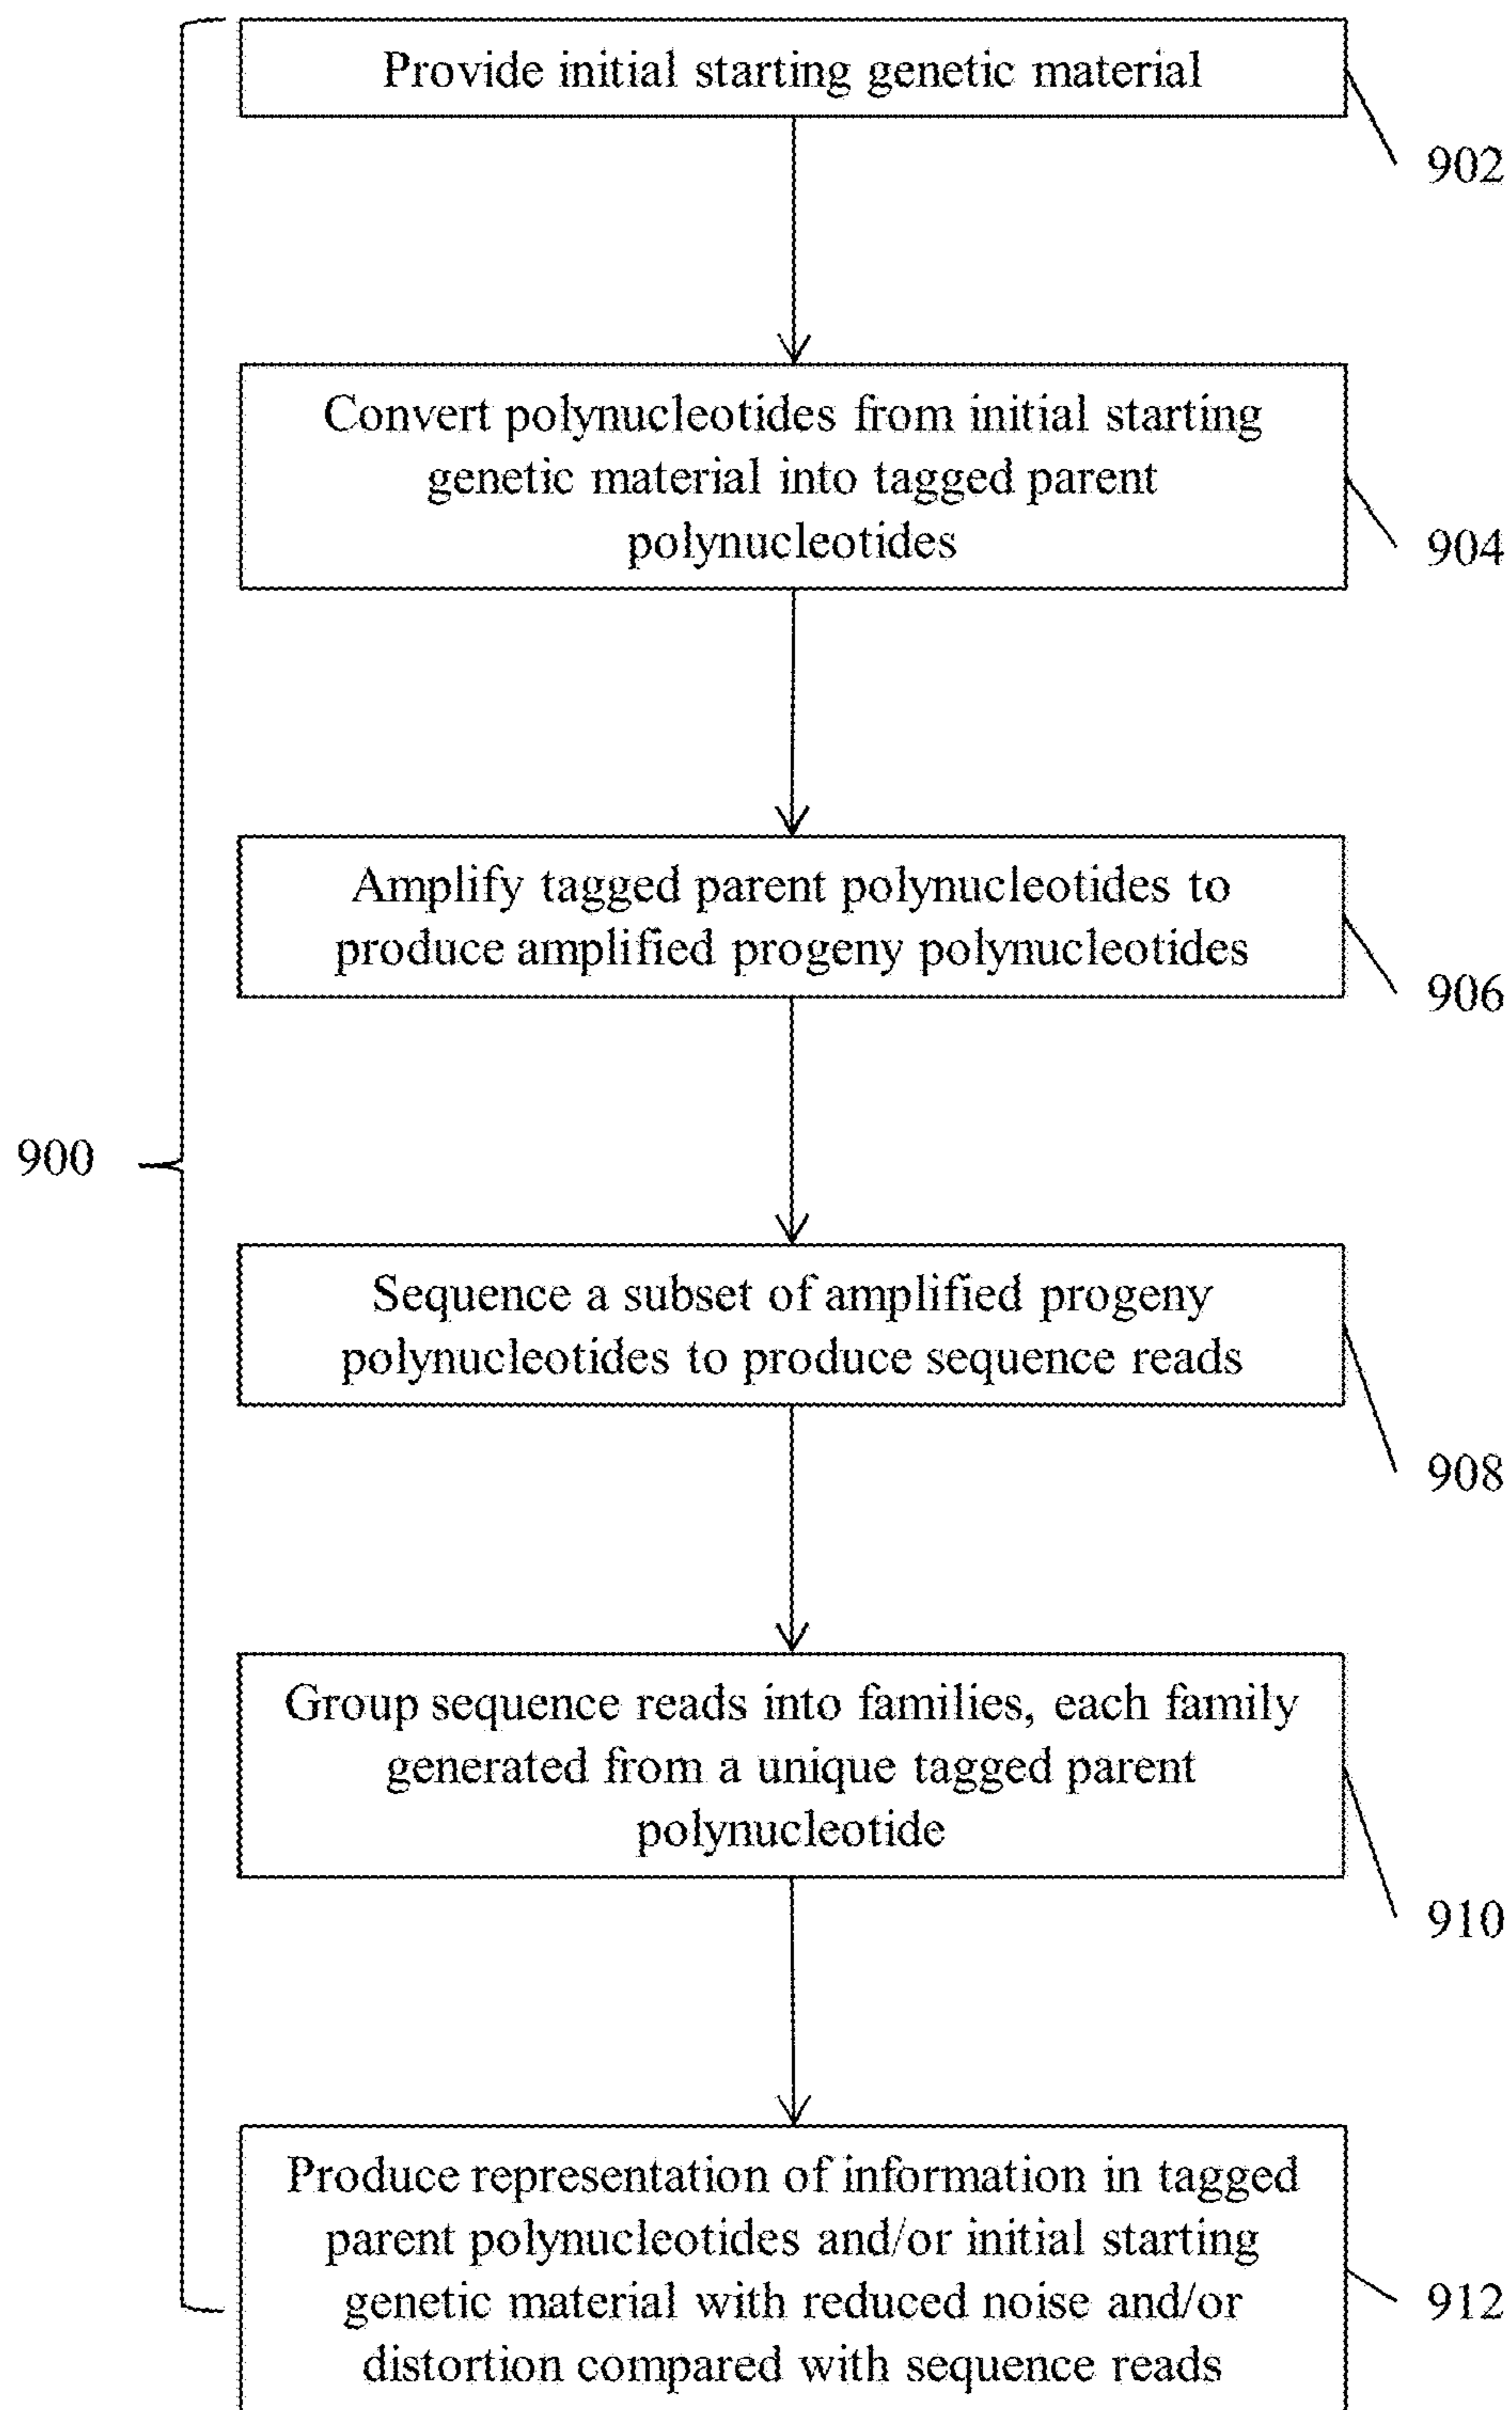 Provide initial starting genetic material
902
Convert polynucleotides from initial starting
genetic material into tagged parent
polynucleotides
904
Amplify tagged parent polynucleotides to
produce amplified progeny polynucleotides
906
900
Sequence a subset of amplified progeny
polynucleotides to produce sequence reads
908
Group sequence reads into families, each family
generated from a unique tagged parent
polynucleotide
910
Produce representation of information in tagged
parent polynucleotides and/or initial starting
genetic material with reduced noise and/or
distortion compared with sequence reads
912